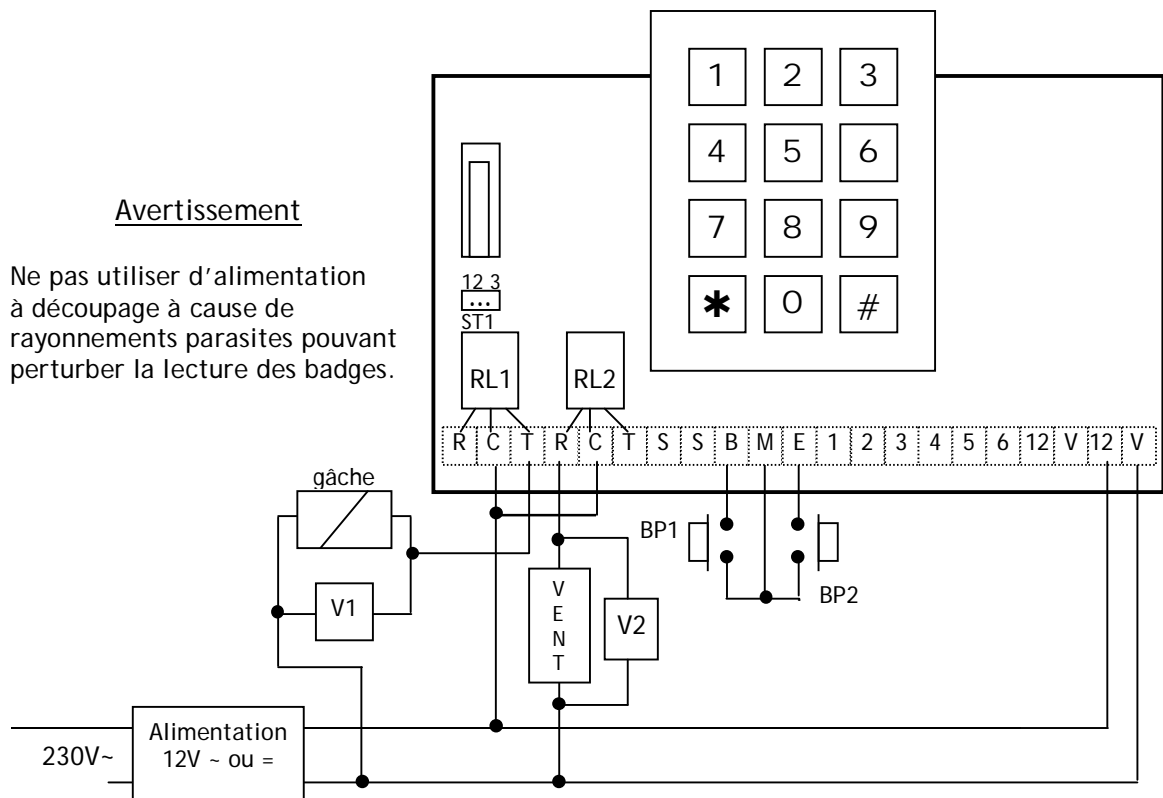 1 2 3
4 5 6
Avertissement
7 8 9
Ne pas utiliser d'alimentation
à découpage à cause de
rayonnements parasites pouvant
perturber la lecture des badges.
12 3
...
ST1
* 0 #
RL1 RL2
R C T R C T S S B M E 1 2 3 4 5 6 12 V 12 V
gâche
BP1
BP2
V1
V
E
N
T
V2
Alimentation
12V ~ ou =
230V~